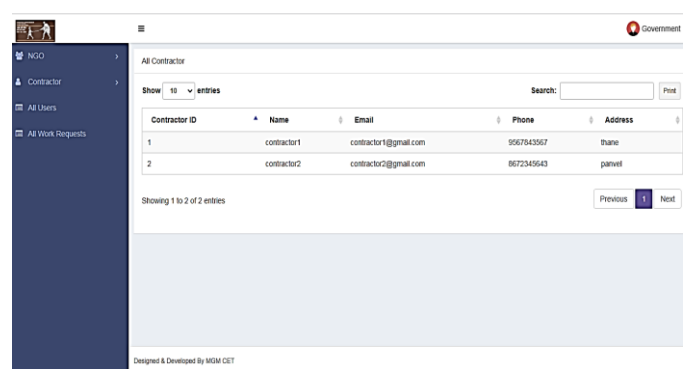 Government
NGO
Contractor
All Users
All Work Requests
All Contractor
Show 10 entries
Search:
Print
Contractor ID Name Email Phone Address
1 contractor1 contractor1@gmail.com 9567843567 thane
2 contractor2 contractor2@gmail.com 8672345643 panvel
Showing 1 to 2 of 2 entries
Previous 1 Next
Designed & Developed By MGM CET